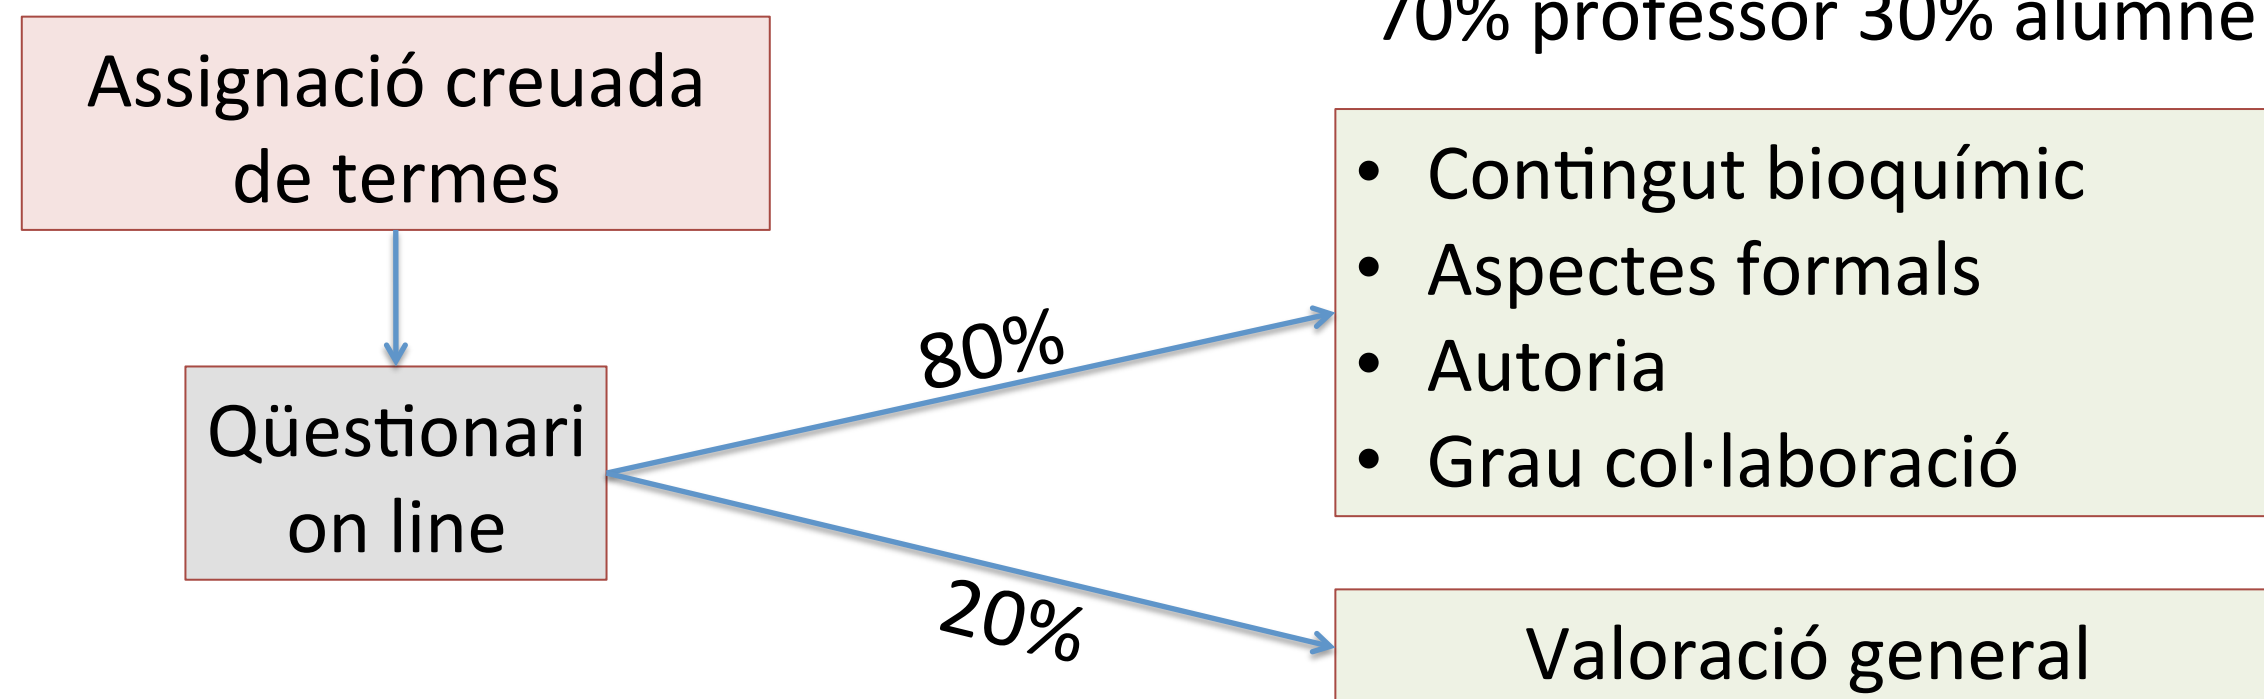 70% professor 30% alumne
Assignació creuada
de termes
• Contingut bioquímic
• Aspectes formals
• Autoria
• Grau col·laboració
80%
Qüestionari
on line
20%
Valoració general